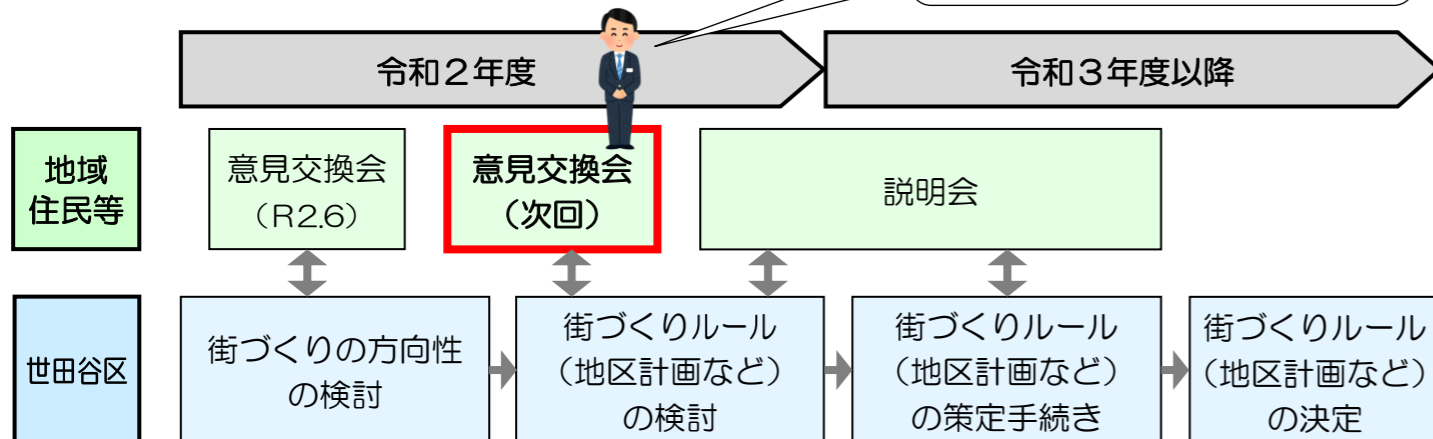 令和２年度
令和３年度以降
地域
住民等
意見交換会
（R2.6）
意見交換会
（次回）
説明会
世田谷区
街づくりの方向性
の検討
街づくりルール
（地区計画など）
の検討
街づくりルール
（地区計画など）
の策定手続き
街づくりルール
（地区計画など）
の決定